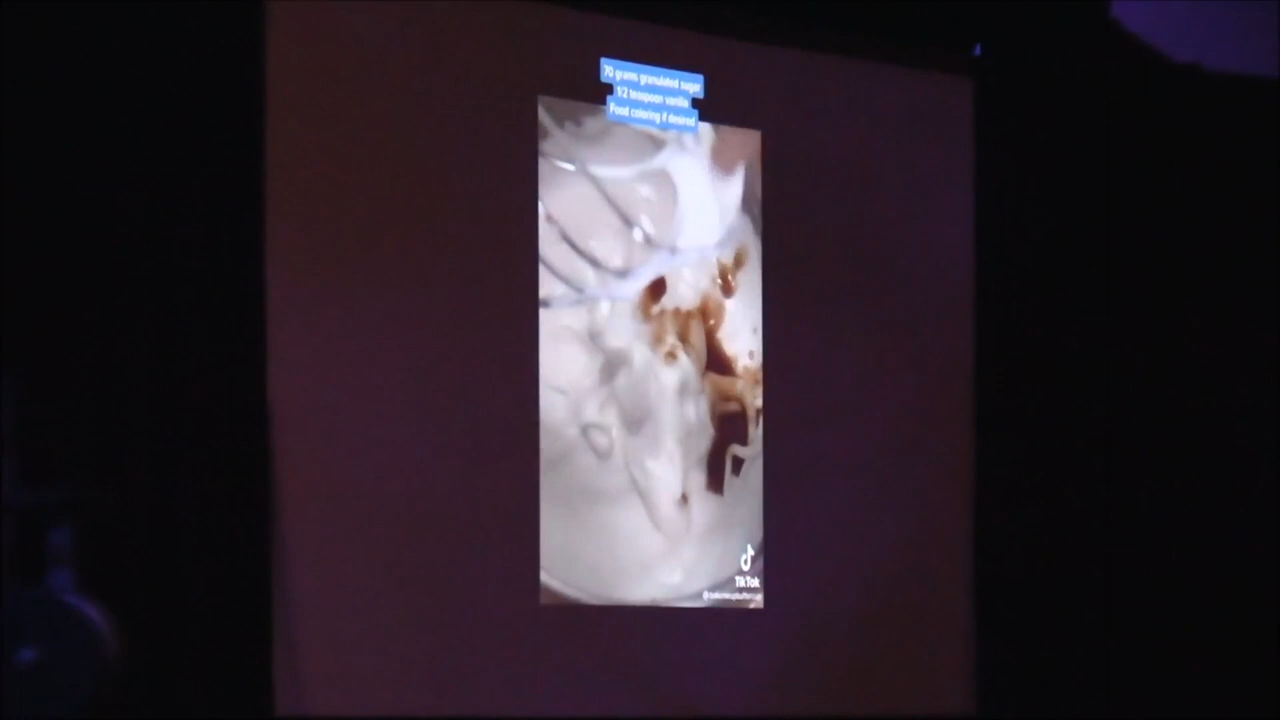 70 grams granulated sugar
1/2 teaspoon vanilla
Food coloring if desired
TikTok